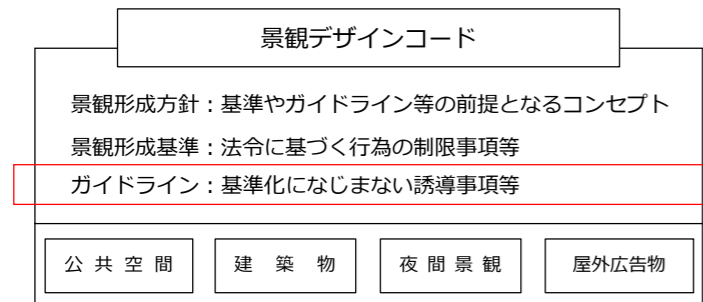 景観デザインコード
景観形成方針：基準やガイドライン等の前提となるコンセプト
景観形成基準：法令に基づく行為の制限事項等
ガイドライン：基準化になじまない誘導事項等
公共空間 建築物 夜間景観 屋外広告物